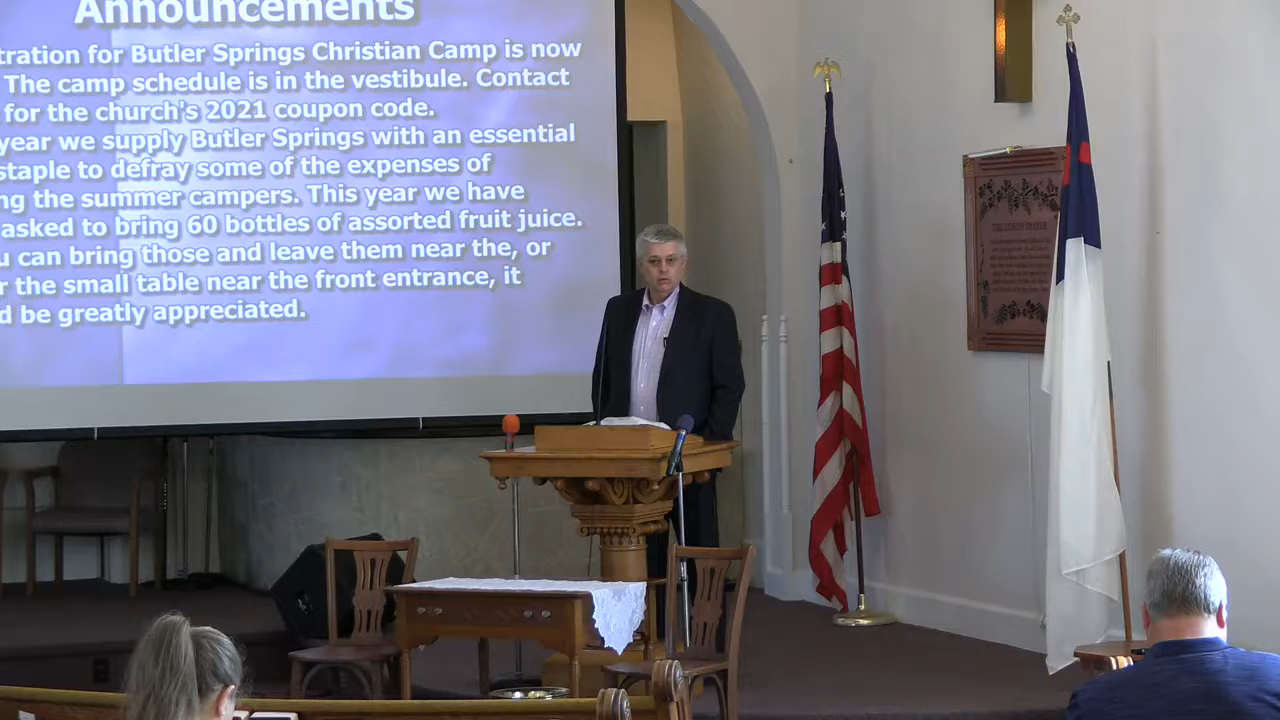 Announcements
tration for Butler Springs Christian Camp is now
The camp schedule is in the vestibule. Contact
for the church's 2021 coupon code.
year we supply Butler Springs with an essential
staple to defray some of the expenses of
ng the summer campers. This year we have
asked to bring 60 bottles of assorted fruit juice.
u can bring those and leave them near the, or
r the small table near the front entrance, it
d be greatly appreciated.